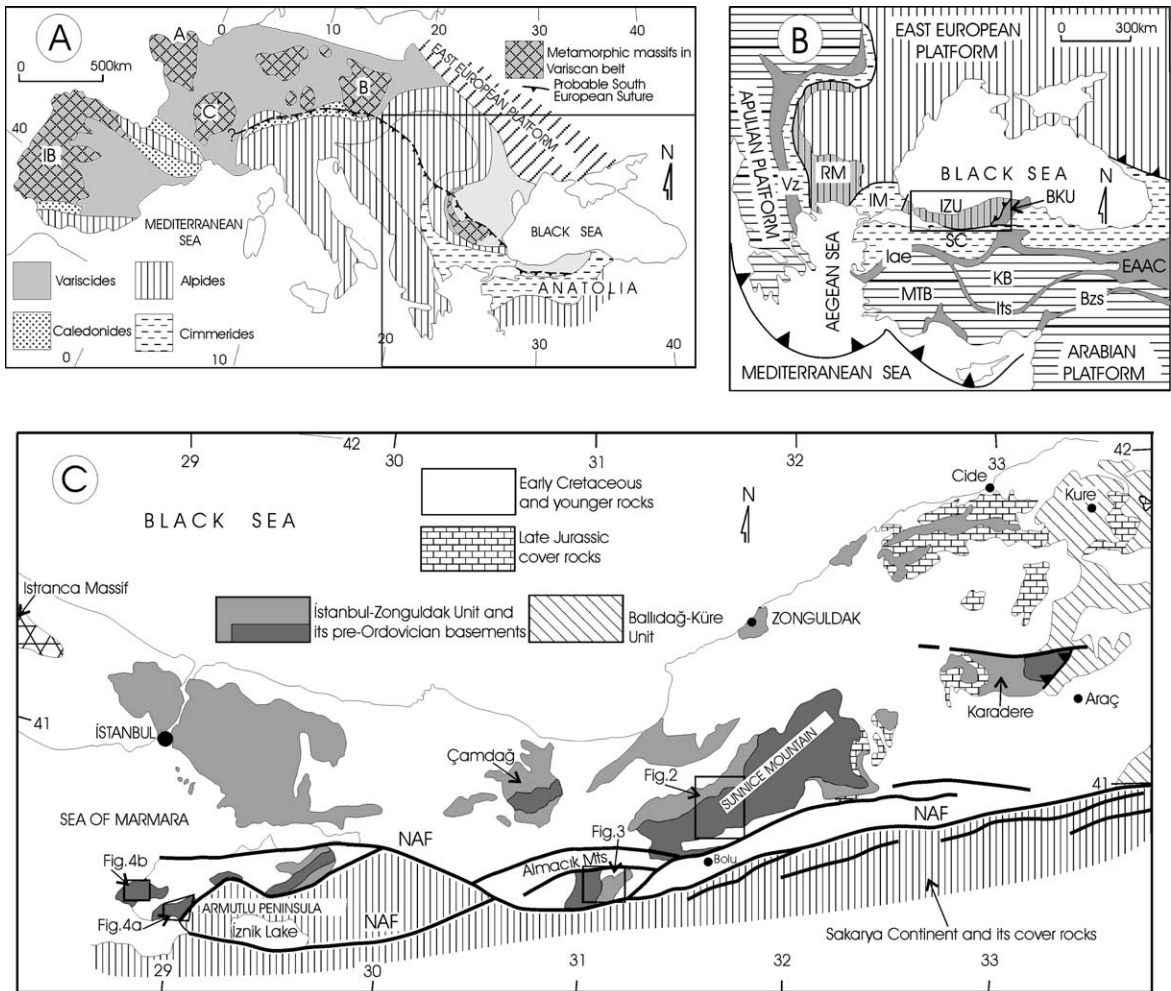 A
0
10
20
30
40
0
500km
A
B
C
IB
?
40
EAST EUROPEAN
PLATFORM
Metamorphic massifs in
Variscan belt
Probable South
European Suture
N
MEDITERRANEAN
SEA
BLACK SEA
ANATOLIA
Variscides
Alpides
Caledonides
Cimmerides
0
10
20
30
40
B
EAST EUROPEAN
PLATFORM
0
300km
APULIAN PLATFORM
Vz
RM
BLACK SEA
N
IM
IZU
BKU
SC
Iae
EAAC
KB
MTB
Its
Bzs
AEGEAN SEA
ARABIAN
PLATFORM
MEDITERRANEAN SEA
C
29
42
30
31
32
33
42
Early Cretaceous
and younger rocks
N
Cide
Kure
BLACK SEA
Late Jurassic
cover rocks
Istranca Massif
İstanbul-Zonguldak Unit and
its pre-Ordovician basements
Ballıdağ-Küre
Unit
ZONGULDAK
41
İSTANBUL
Karadere
Araç
Çamdağ
Fig.2
SUNNICE MOUNTAIN
41
SEA OF MARMARA
NAF
Fig.3
NAF
Fig.4b
Almacık Mts
Bolu
Fig.4a
ARMUTLU PENINSULA
NAF
İznik Lake
Sakarya Continent and its cover rocks
29
30
31
32
33